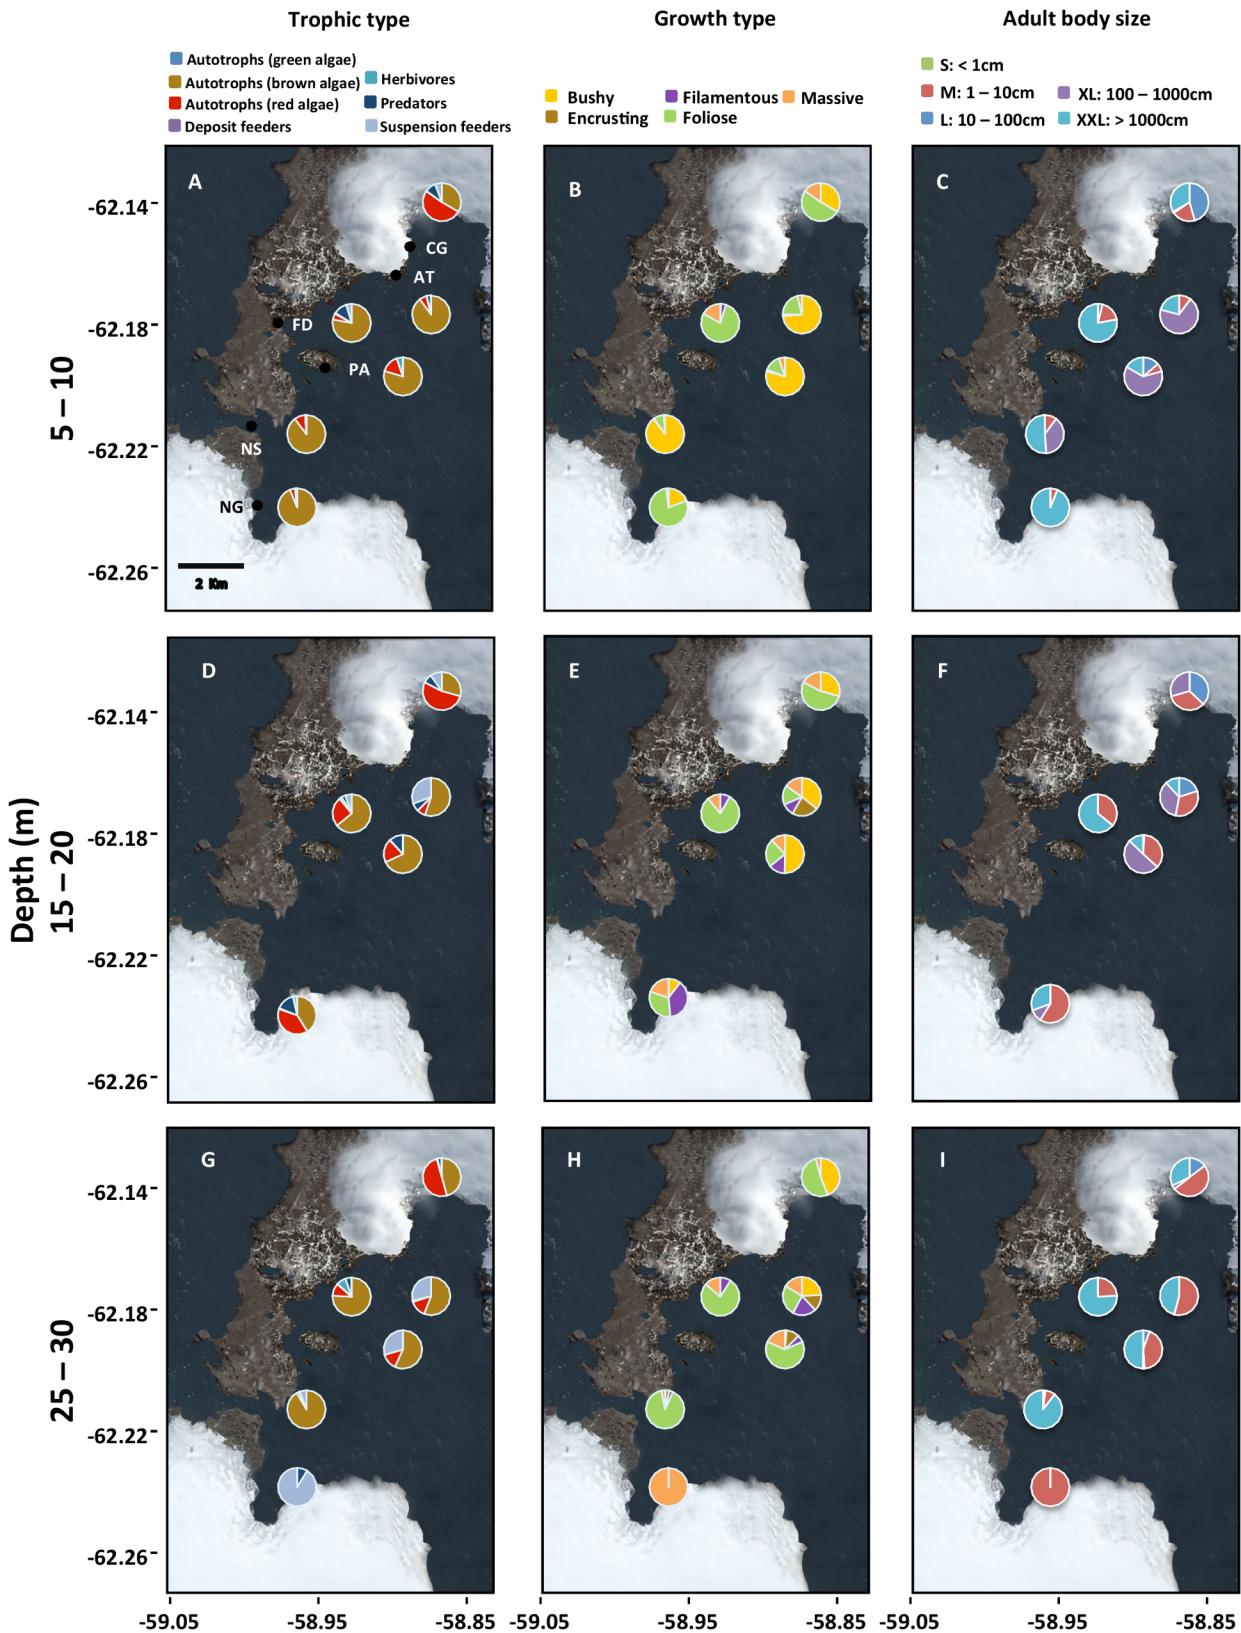 Trophic type
Growth type
Adult body size
Autotrophs (green algae)
Autotrophs (brown algae)
Autotrophs (red algae)
Deposit feeders
Herbivores
Predators
Suspension feeders
Bushy
Encrusting
Filamentous
Foliose
Massive
S: < 1cm
M: 1 – 10cm
L: 10 – 100cm
XL: 100 – 1000cm
XXL: > 1000cm
Depth (m)
5 – 10
-62.14
-62.18
-62.22
-62.26
A
CG
AT
FD
PA
NS
NG
2 Km
B
C
15 – 20
-62.14
-62.18
-62.22
-62.26
D
E
F
25 – 30
-62.14
-62.18
-62.22
-62.26
G
H
I
-59.05
-58.95
-58.85
-59.05
-58.95
-58.85
-59.05
-58.95
-58.85